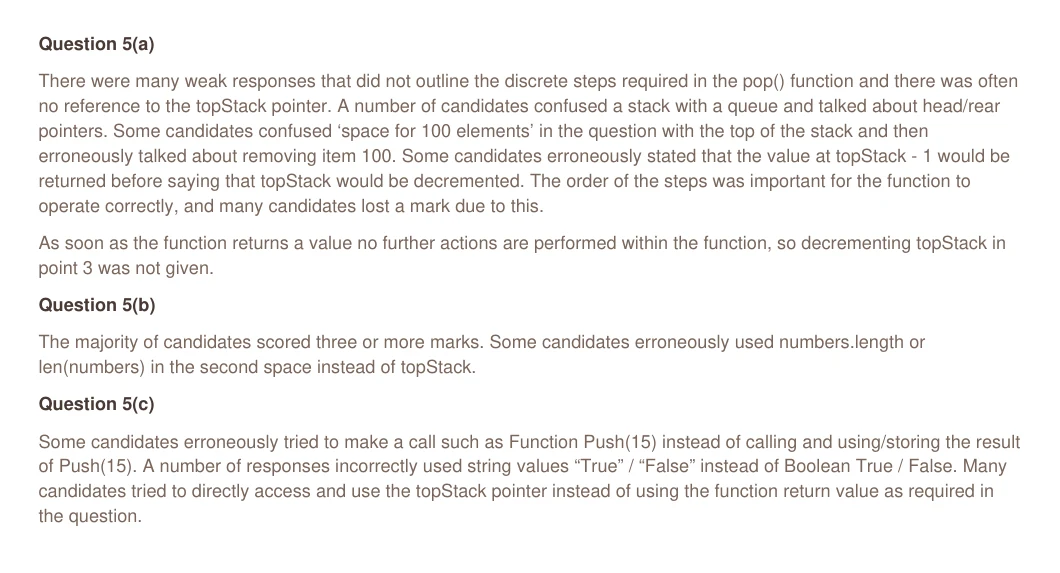 Question 5(a)
There were many weak responses that did not outline the discrete steps required in the pop() function and there was often
no reference to the topStack pointer. A number of candidates confused a stack with a queue and talked about head/rear
pointers. Some candidates confused ‘space for 100 elements’ in the question with the top of the stack and then
erroneously talked about removing item 100. Some candidates erroneously stated that the value at topStack - 1 would be
returned before saying that topStack would be decremented. The order of the steps was important for the function to
operate correctly, and many candidates lost a mark due to this.
As soon as the function returns a value no further actions are performed within the function, so decrementing topStack in
point 3 was not given.
Question 5(b)
The majority of candidates scored three or more marks. Some candidates erroneously used numbers.length or
len(numbers) in the second space instead of topStack.
Question 5(c)
Some candidates erroneously tried to make a call such as Function Push(15) instead of calling and using/storing the result
of Push(15). A number of responses incorrectly used string values “True” / “False” instead of Boolean True / False. Many
candidates tried to directly access and use the topStack pointer instead of using the function return value as required in
the question.